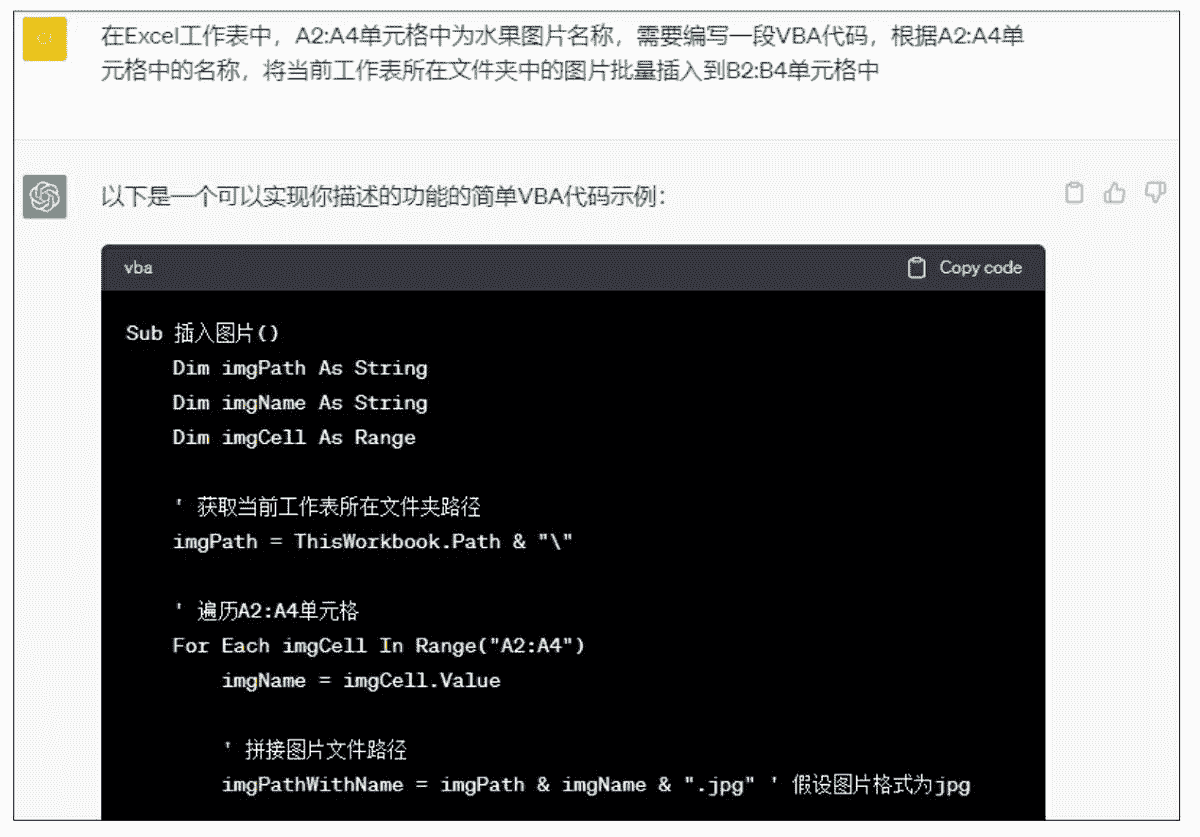 在Excel工作表中，A2:A4单元格中为水果图片名称，需要编写一段VBA代码，根据A2:A4单
元格中的名称，将当前工作表所在文件夹中的图片批量插入到B2:B4单元格中
以下是一个可以实现你描述的功能的简单VBA代码示例：
vba
Copy code
Sub 插入图片()
Dim imgPath As String
Dim imgName As String
Dim imgCell As Range
' 获取当前工作表所在文件夹路径
imgPath = ThisWorkbook.Path & "\"
' 遍历A2:A4单元格
For Each imgCell In Range("A2:A4")
imgName = imgCell.Value
' 拼接图片文件路径
imgPathWithName = imgPath & imgName & ".jpg" ' 假设图片格式为jpg